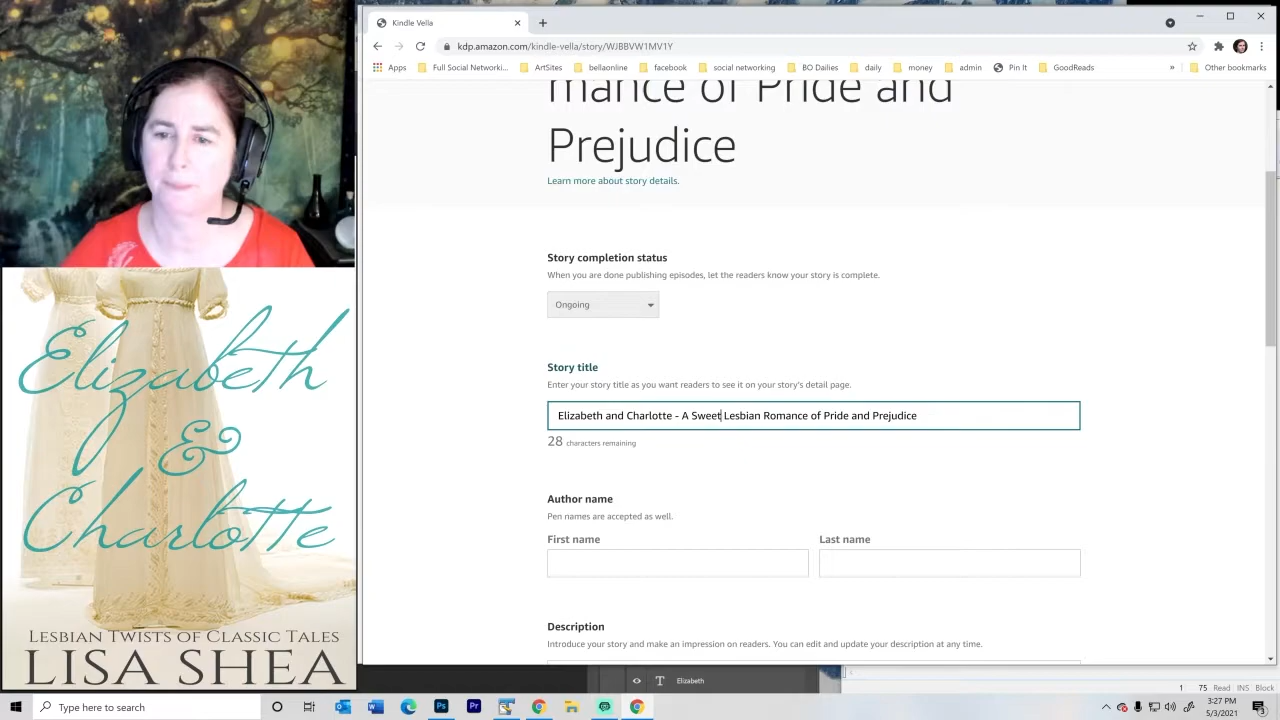 Kindle Vella
kdp.amazon.com/kindle-vella/story/WJBBVW1MV1Y
Apps Full Social Networki... ArtSites bellaonline facebook social networking BO Dailies daily money admin Pin It GoodReads » Other bookmarks
mance of Pride and
Prejudice
Learn more about story details.
Story completion status
When you are done publishing episodes, let the readers know your story is complete.
Ongoing
Story title
Enter your story title as you want readers to see it on your story's detail page.
Elizabeth and Charlotte - A Sweet Lesbian Romance of Pride and Prejudice
28 characters remaining
Author name
Pen names are accepted as well.
First name Last name
Description
Introduce your story and make an impression on readers. You can edit and update your description at any time.
Elizabeth
&
Charlotte
LESBIAN TWISTS OF CLASSIC TALES
LISA SHEA
T Elizabeth
1 75 Read INS Block
Type here to search
3:27 PM
5/3/2021